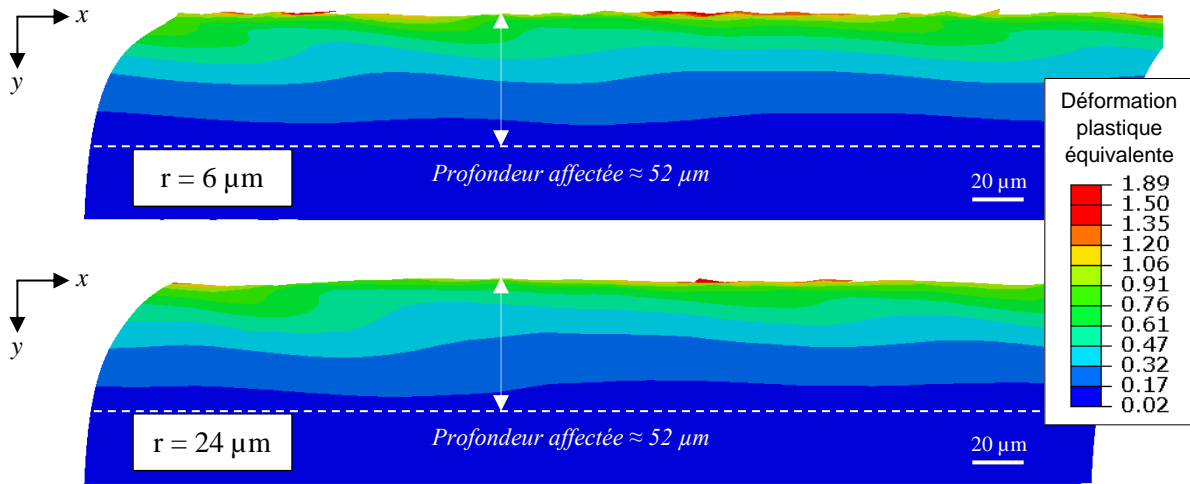 x
y
r = 6 µm
Profondeur affectée ≈ 52 µm
20 µm
Déformation
plastique
équivalente
1.89
1.50
1.35
1.20
1.06
0.91
0.76
0.61
0.47
0.32
0.17
0.02
x
y
r = 24 µm
Profondeur affectée ≈ 52 µm
20 µm